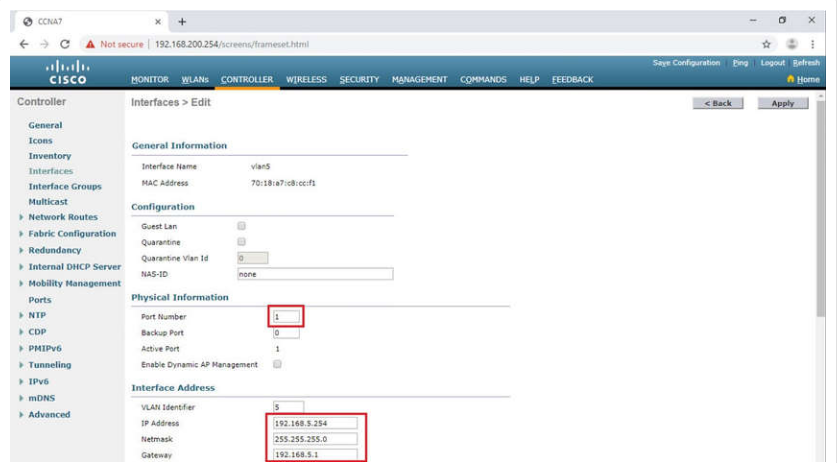 CCNA7
Not secure | 192.168.200.254/screens/frameset.html
Save Configuration Ping Logout Refresh
CISCO
MONITOR WLANs CONTROLLER WIRELESS SECURITY MANAGEMENT COMMANDS HELP FEEDBACK
Home
Controller
General
Icons
Inventory
Interfaces
Interface Groups
Multicast
Network Routes
Fabric Configuration
Redundancy
Internal DHCP Server
Mobility Management
Ports
NTP
CDP
PMIPv6
Tunneling
IPv6
mDNS
Advanced
Interfaces > Edit
< Back
Apply
General Information
Interface Name vlan5
MAC Address 70:18:a7:c8:cc:f1
Configuration
Guest Lan
Quarantine
Quarantine Vlan Id 0
NAS-ID none
Physical Information
Port Number 1
Backup Port 0
Active Port 1
Enable Dynamic AP Management
Interface Address
VLAN Identifier 5
IP Address 192.168.5.254
Netmask 255.255.255.0
Gateway 192.168.5.1